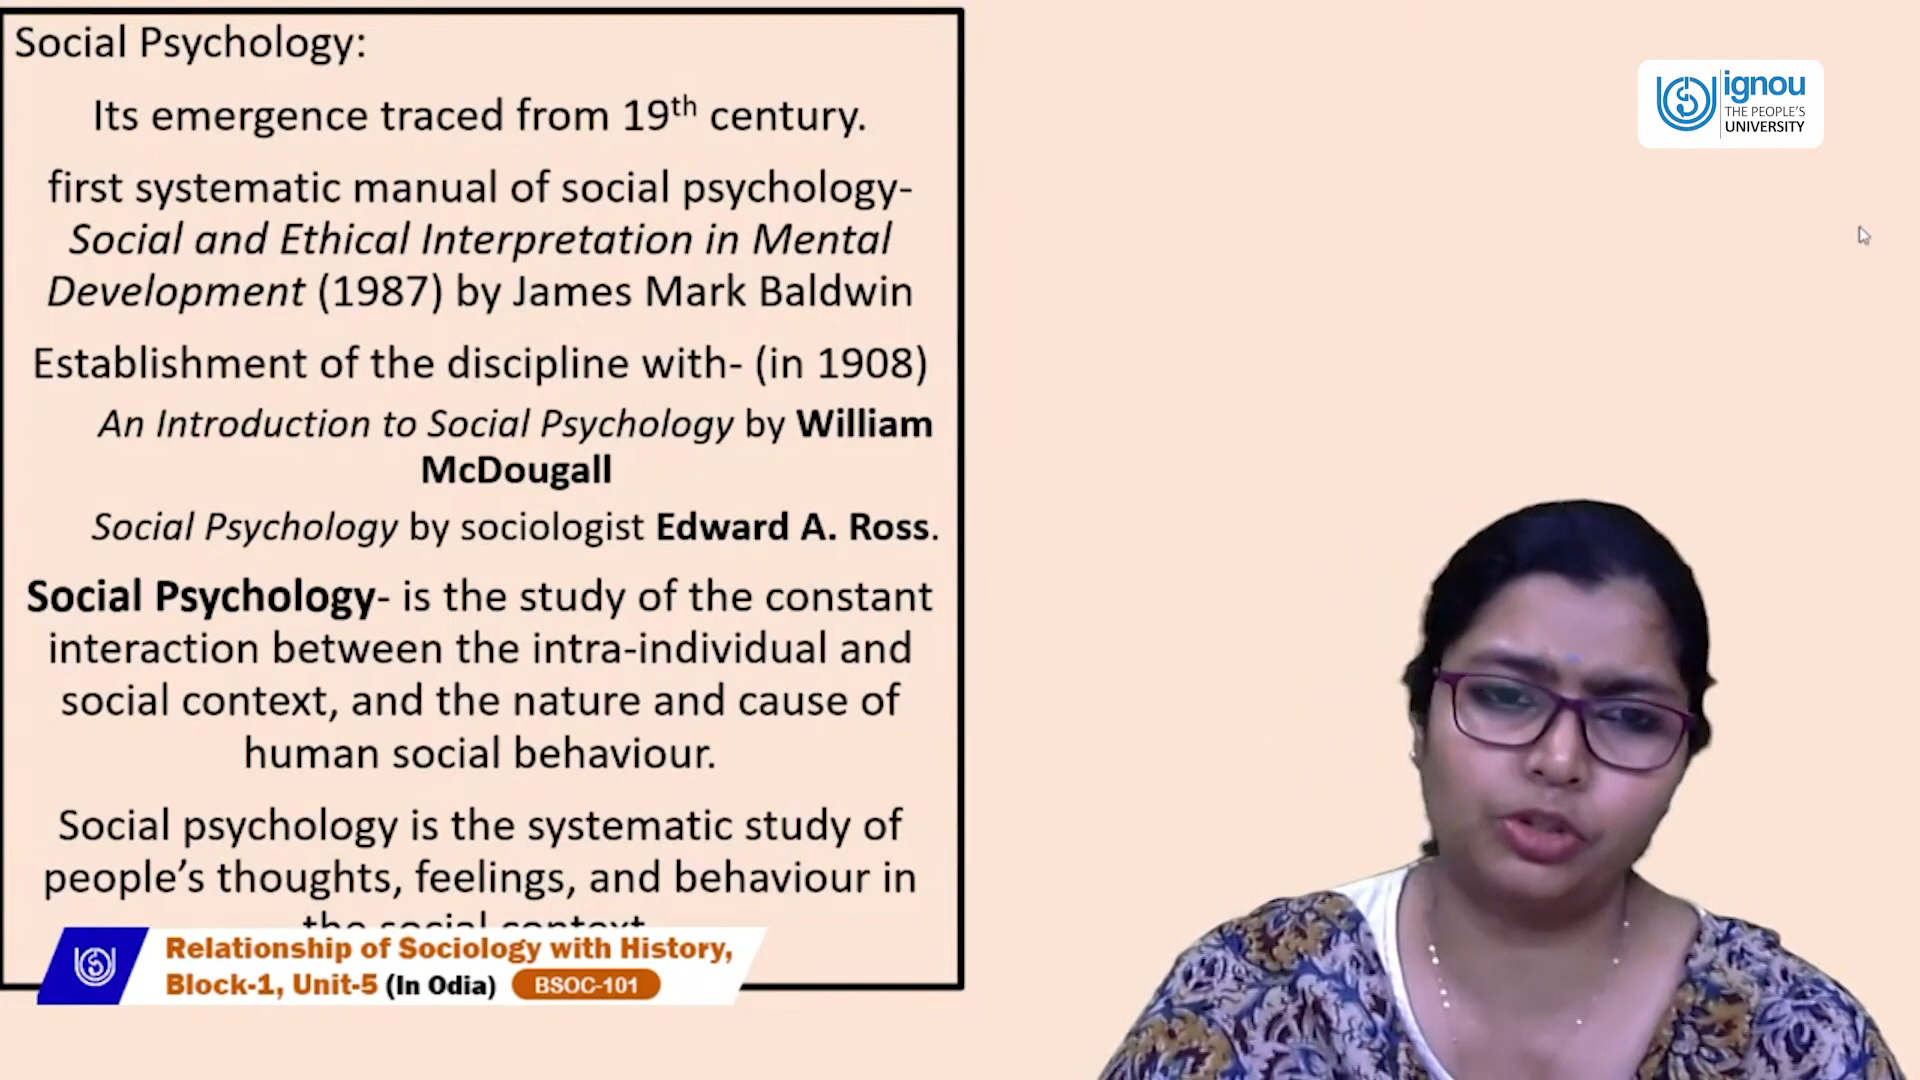 Social Psychology:
Its emergence traced from 19th century.
first systematic manual of social psychology-
Social and Ethical Interpretation in Mental
Development (1987) by James Mark Baldwin
Establishment of the discipline with- (in 1908)
An Introduction to Social Psychology by William
McDougall
Social Psychology by sociologist Edward A. Ross.
Social Psychology- is the study of the constant
interaction between the intra-individual and
social context, and the nature and cause of
human social behaviour.
Social psychology is the systematic study of
people's thoughts, feelings, and behaviour in
the social context
Relationship of Sociology with History,
Block-1, Unit-5 (In Odia) BSOC-101
ignou
THE PEOPLE'S
UNIVERSITY